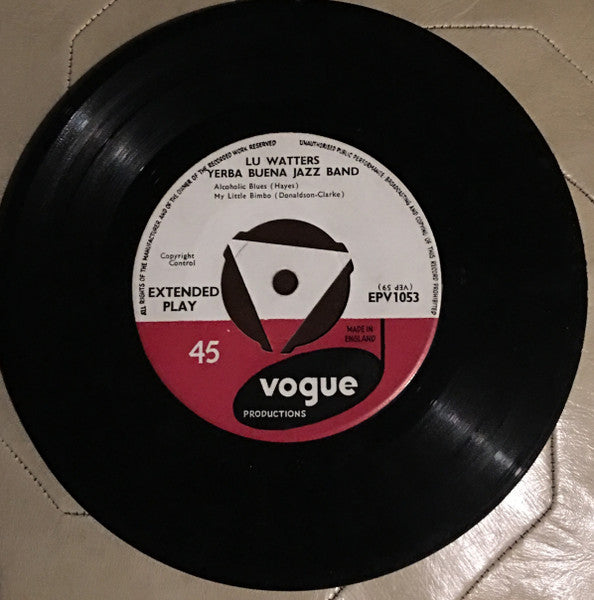 ALL RIGHTS OF THE MANUFACTURER AND OF THE OWNER OF THE RECORDED WORK RESERVED
UNAUTHORISED PUBLIC PERFORMANCE, BROADCASTING AND COPYING OF THIS RECORD PROHIBITED
LU WATTERS
YERBA BUENA JAZZ BAND
Alcoholic Blues (Hayes)
My Little Bimbo (Donaldson-Clarke)
Copyright
Control
EXTENDED
PLAY
(VEP 59)
EPV1053
45
MADE IN
ENGLAND
vogue
PRODUCTIONS